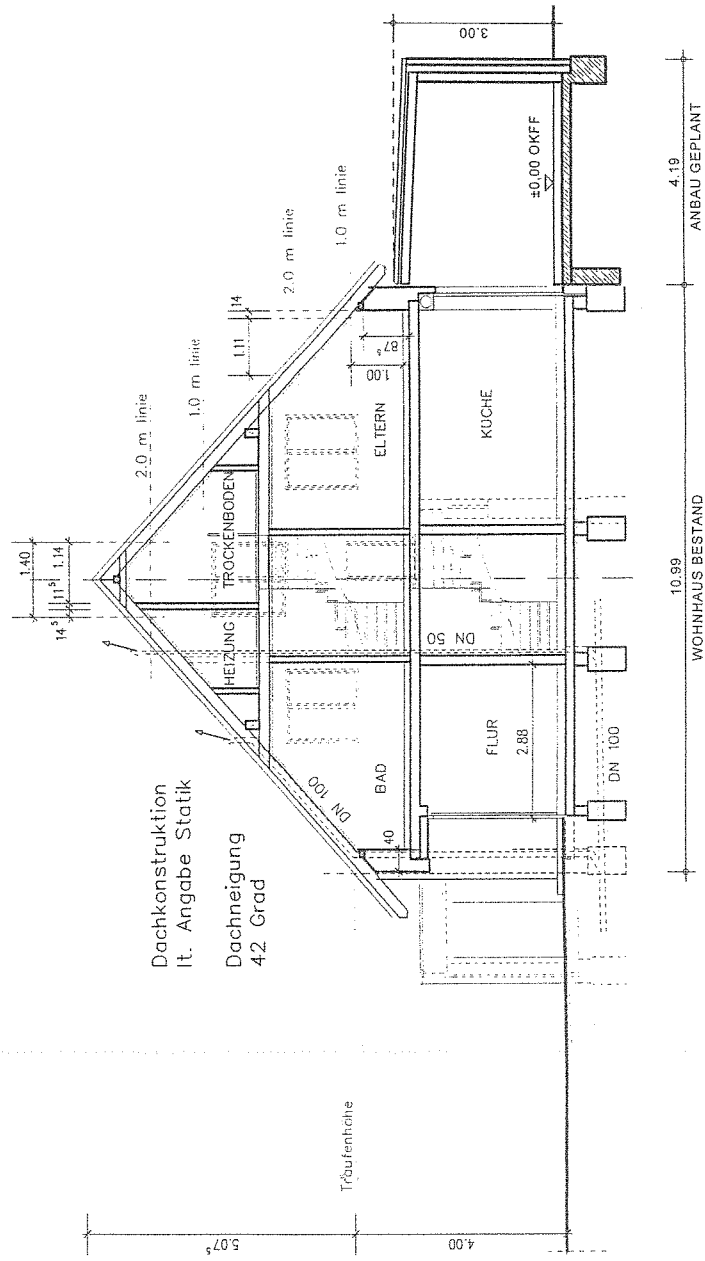 Dachkonstruktion
lt. Angabe Statik
Dachneigung
42 Grad
1.40
14⁵
11⁵
1.14
2.0 m linie
1.0 m linie
1.11
14
2.0 m linie
1.0 m linie
HEIZUNG
TROCKENBODEN
DN 100
BAD
ELTERN
1.00
87⁵
40
FLUR
2.88
DN 50
KÜCHE
DN 100
3.00
±0,00 OKFF
Traufenhöhe
5.07⁵
4.00
10.99
WOHNHAUS BESTAND
4.19
ANBAU GEPLANT